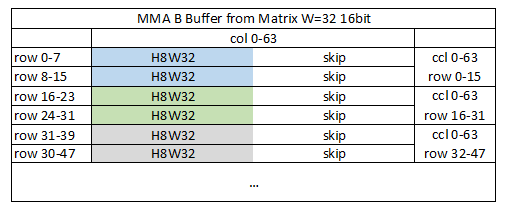 MMA B Buffer from Matrix W=32 16bit
col 0-63
row 0-7 H8W32 skip ccl 0-63
row 8-15 H8W32 skip row 0-15
row 16-23 H8W32 skip ccl 0-63
row 24-31 H8W32 skip row 16-31
row 31-39 H8W32 skip ccl 0-63
row 30-47 H8W32 skip row 32-47
...